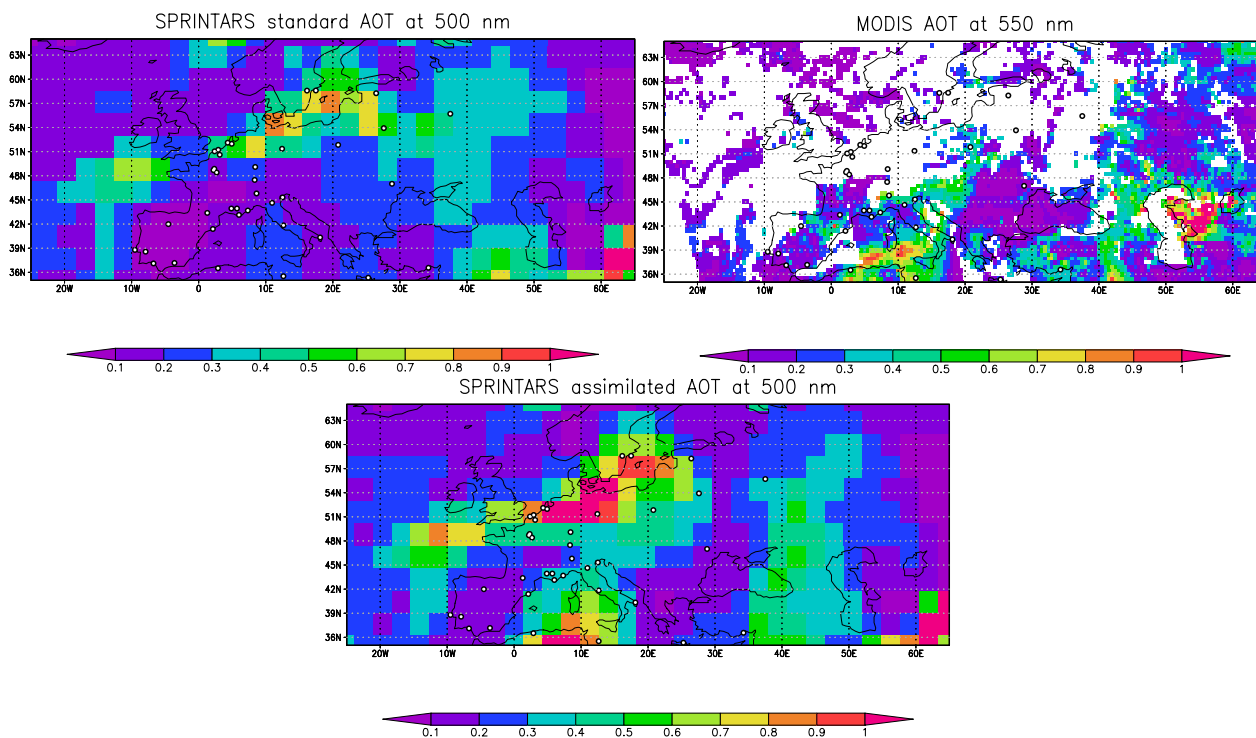 SPRINTARS standard AOT at 500 nm
MODIS AOT at 550 nm
63N
60N
57N
54N
51N
48N
45N
42N
39N
36N
20W
10W
0
10E
20E
30E
40E
50E
60E
63N
60N
57N
54N
51N
48N
45N
42N
39N
36N
20W
10W
0
10E
20E
30E
40E
50E
60E
0.1 0.2 0.3 0.4 0.5 0.6 0.7 0.8 0.9 1
0.1 0.2 0.3 0.4 0.5 0.6 0.7 0.8 0.9 1
SPRINTARS assimilated AOT at 500 nm
63N
60N
57N
54N
51N
48N
45N
42N
39N
36N
20W
10W
0
10E
20E
30E
40E
50E
60E
0.1 0.2 0.3 0.4 0.5 0.6 0.7 0.8 0.9 1